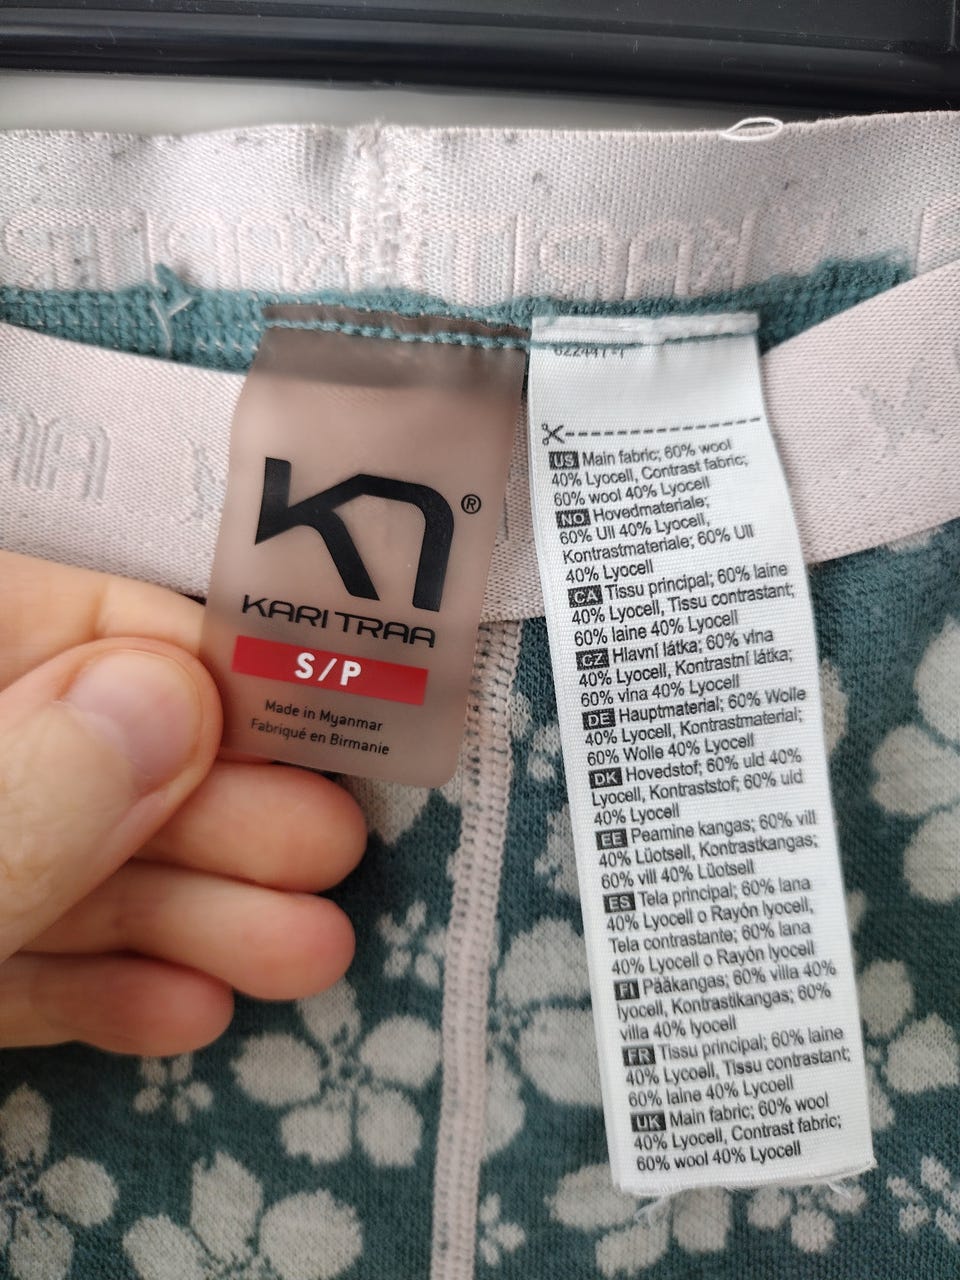 KARI TRAA
622447-1
KARI TRAA®
S/P
Made in Myanmar
Fabriqué en Birmanie
US Main fabric; 60% wool
40% Lyocell, Contrast fabric;
60% wool 40% Lyocell
NO Hovedmateriale;
60% Ull 40% Lyocell,
Kontrastmateriale; 60% Ull
40% Lyocell
CA Tissu principal; 60% laine
40% Lyocell, Tissu contrastant;
60% laine 40% Lyocell
CZ Hlavní látka; 60% vlna
40% Lyocell, Kontrastní látka;
60% vlna 40% Lyocell
DE Hauptmaterial; 60% Wolle
40% Lyocell, Kontrastmaterial;
60% Wolle 40% Lyocell
DK Hovedstof; 60% uld 40%
Lyocell, Kontraststof; 60% uld
40% Lyocell
EE Peamine kangas; 60% vill
40% Lüotsell, Kontrastkangas;
60% vill 40% Lüotsell
ES Tela principal; 60% lana
40% Lyocell o Rayón lyocell,
Tela contrastante; 60% lana
40% Lyocell o Rayón lyocell
FI Pääkangas; 60% villa 40%
lyocell, Kontrastikangas; 60%
villa 40% lyocell
FR Tissu principal; 60% laine
40% Lycoell, Tissu contrastant;
60% laine 40% Lycoell
UK Main fabric; 60% wool
40% Lyocell, Contrast fabric;
60% wool 40% Lyocell